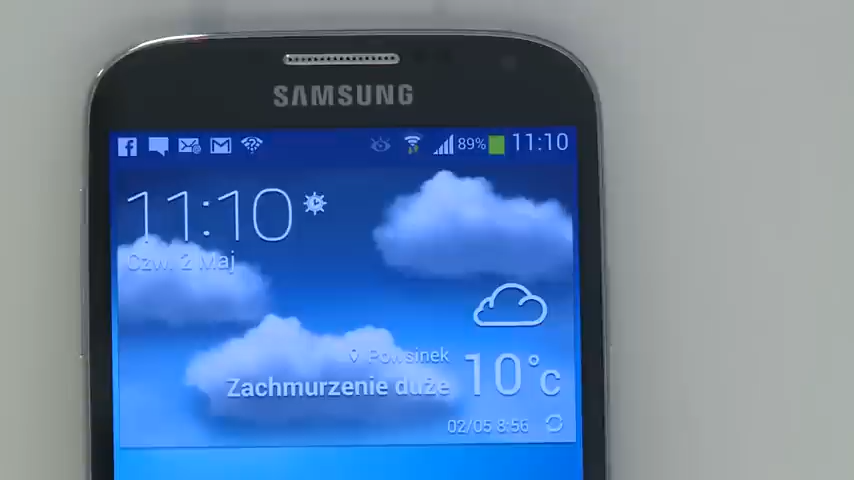 SAMSUNG
89% 11:10
11:10
Czw. 2 Maj
Powsinek
Zachmurzenie duże
10°C
02/05 8:56